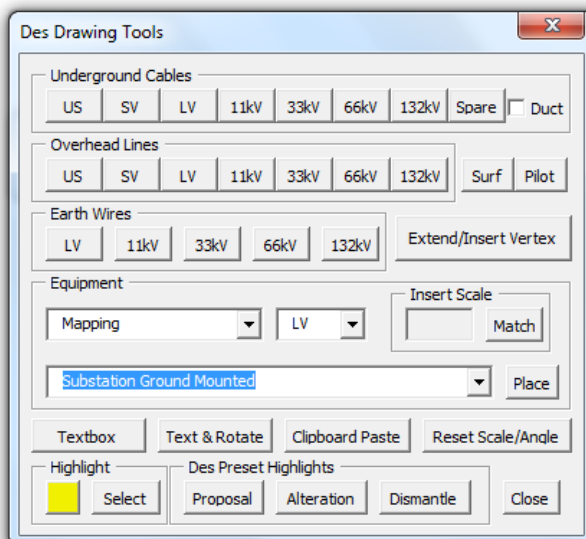 Des Drawing Tools
Underground Cables
US SV LV 11kV 33kV 66kV 132kV Spare Duct
Overhead Lines
US SV LV 11kV 33kV 66kV 132kV Surf Pilot
Earth Wires
LV 11kV 33kV 66kV 132kV Extend/Insert Vertex
Equipment
Insert Scale
Mapping LV Match
Substation Ground Mounted Place
Textbox Text & Rotate Clipboard Paste Reset Scale/Angle
Highlight Des Preset Highlights
Select Proposal Alteration Dismantle Close